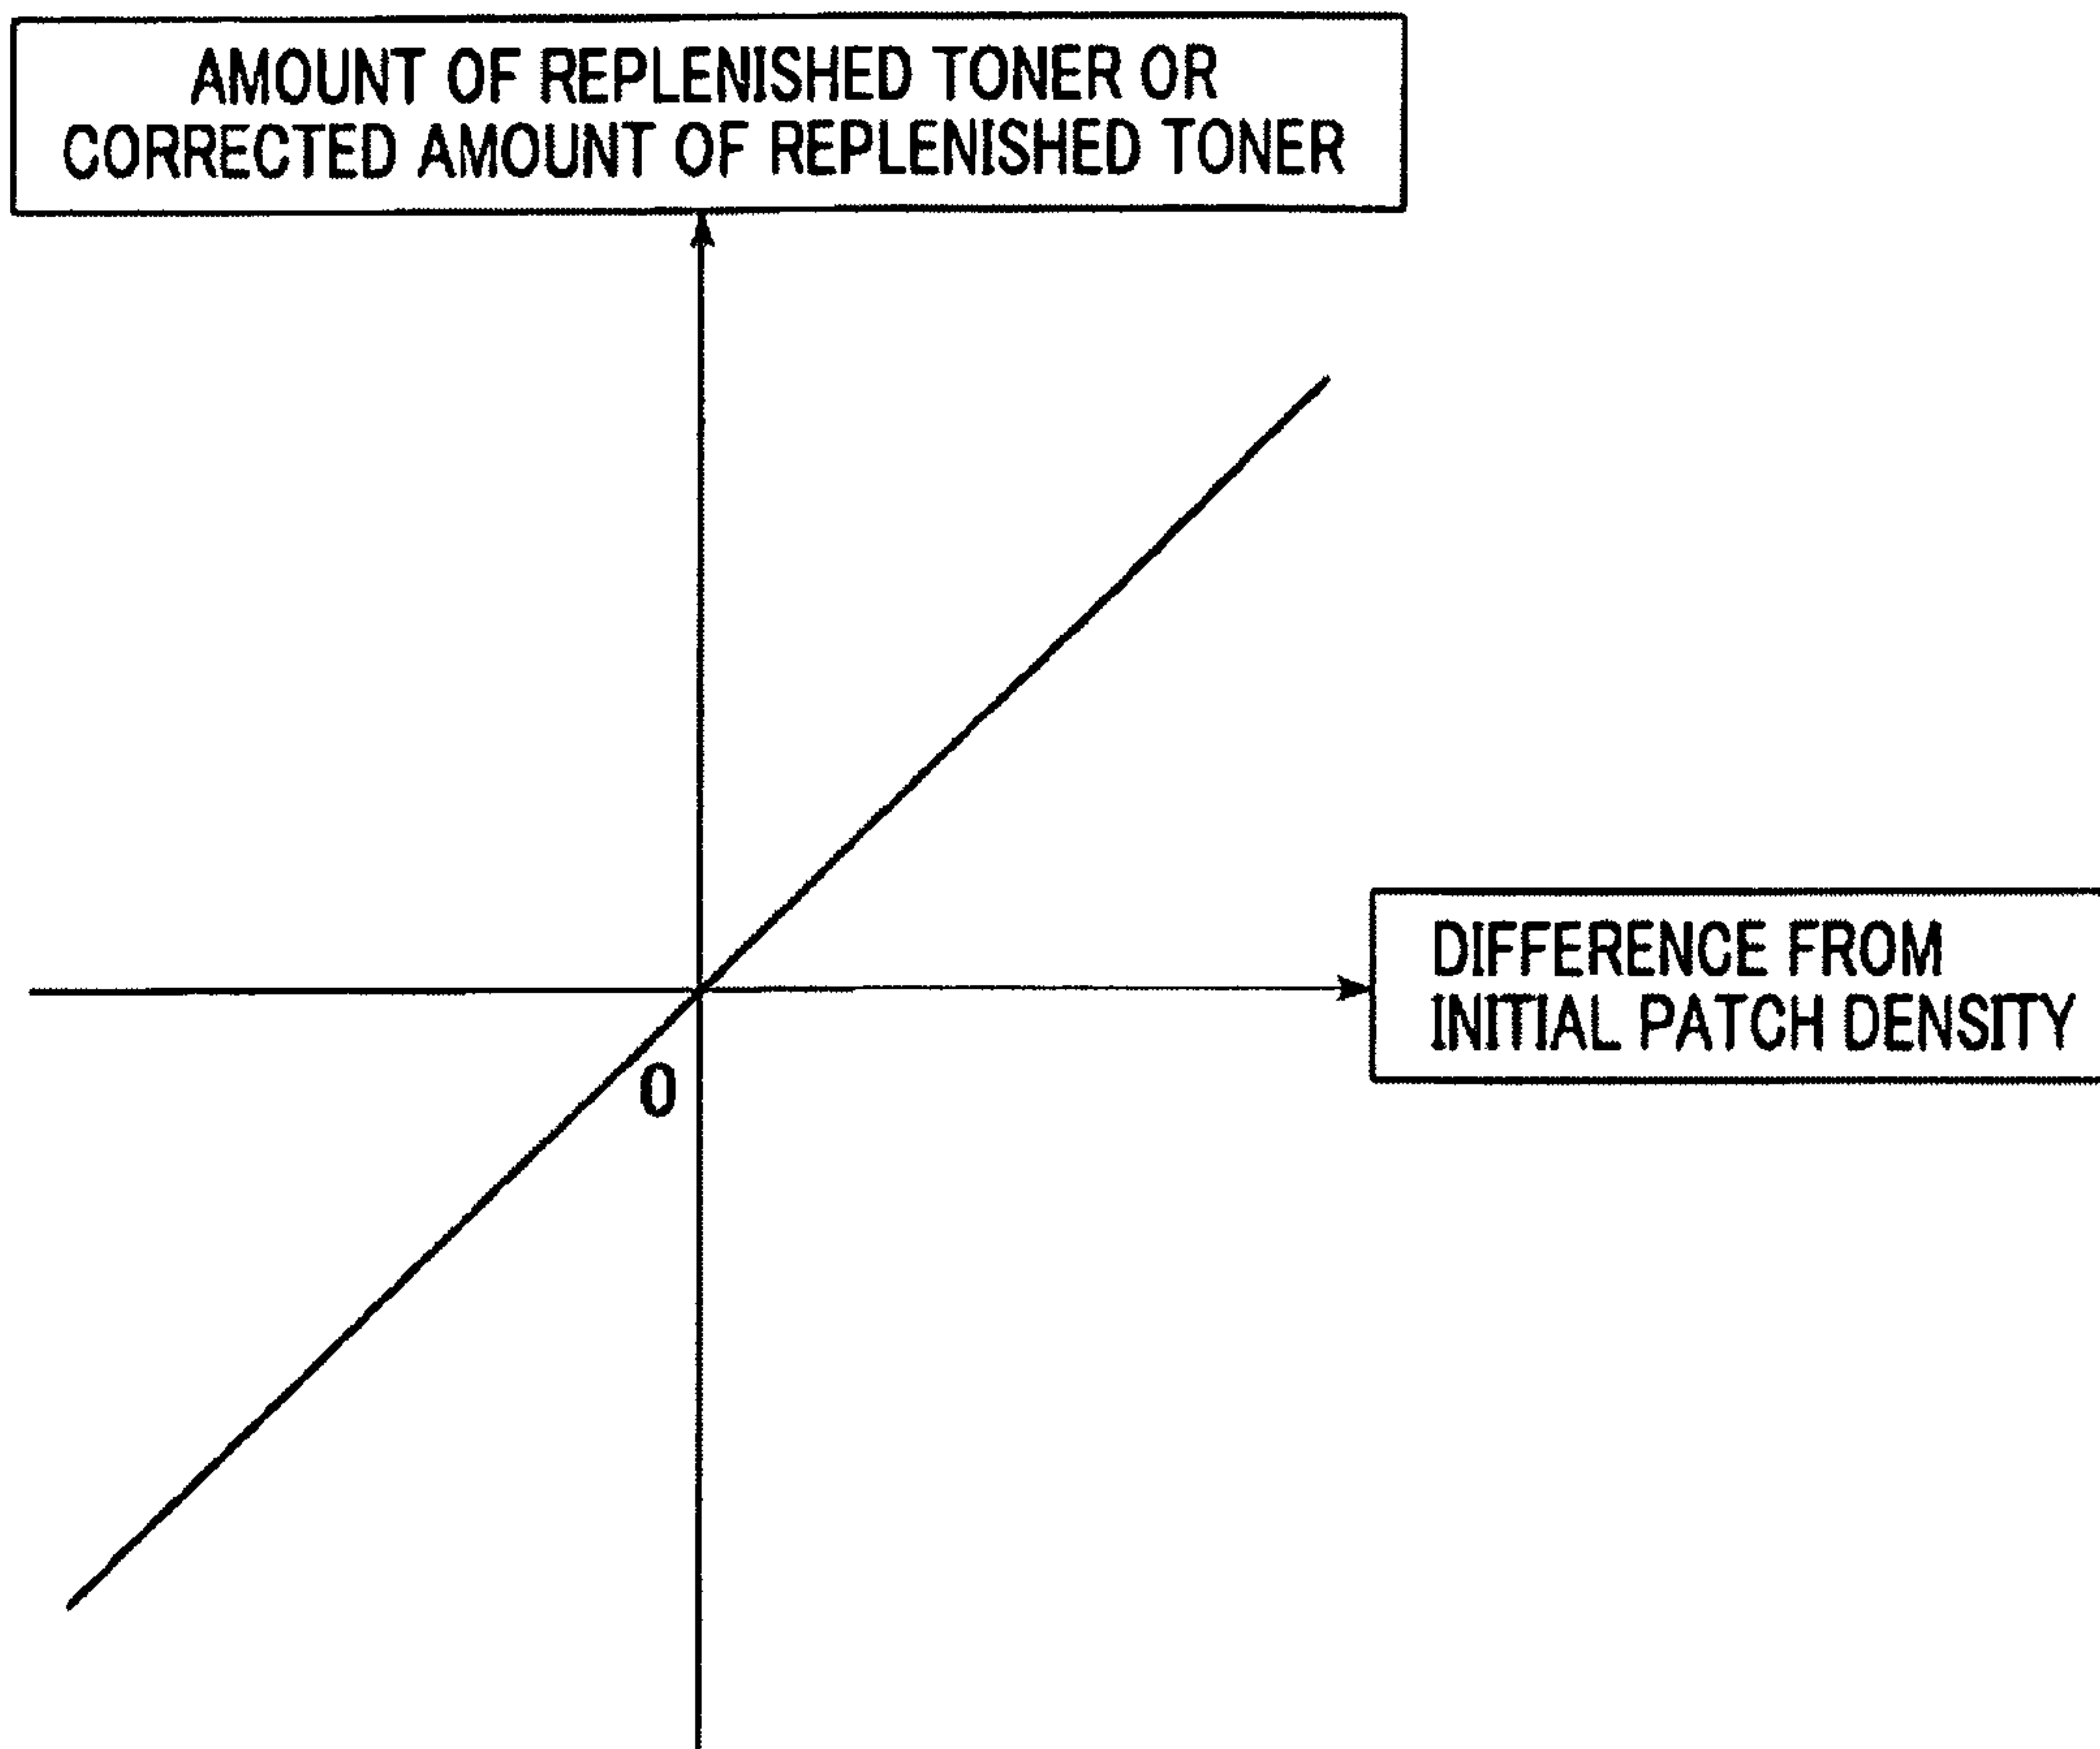 AMOUNT OF REPLENISHED TONER OR
CORRECTED AMOUNT OF REPLENISHED TONER
DIFFERENCE FROM
INITIAL PATCH DENSITY
0